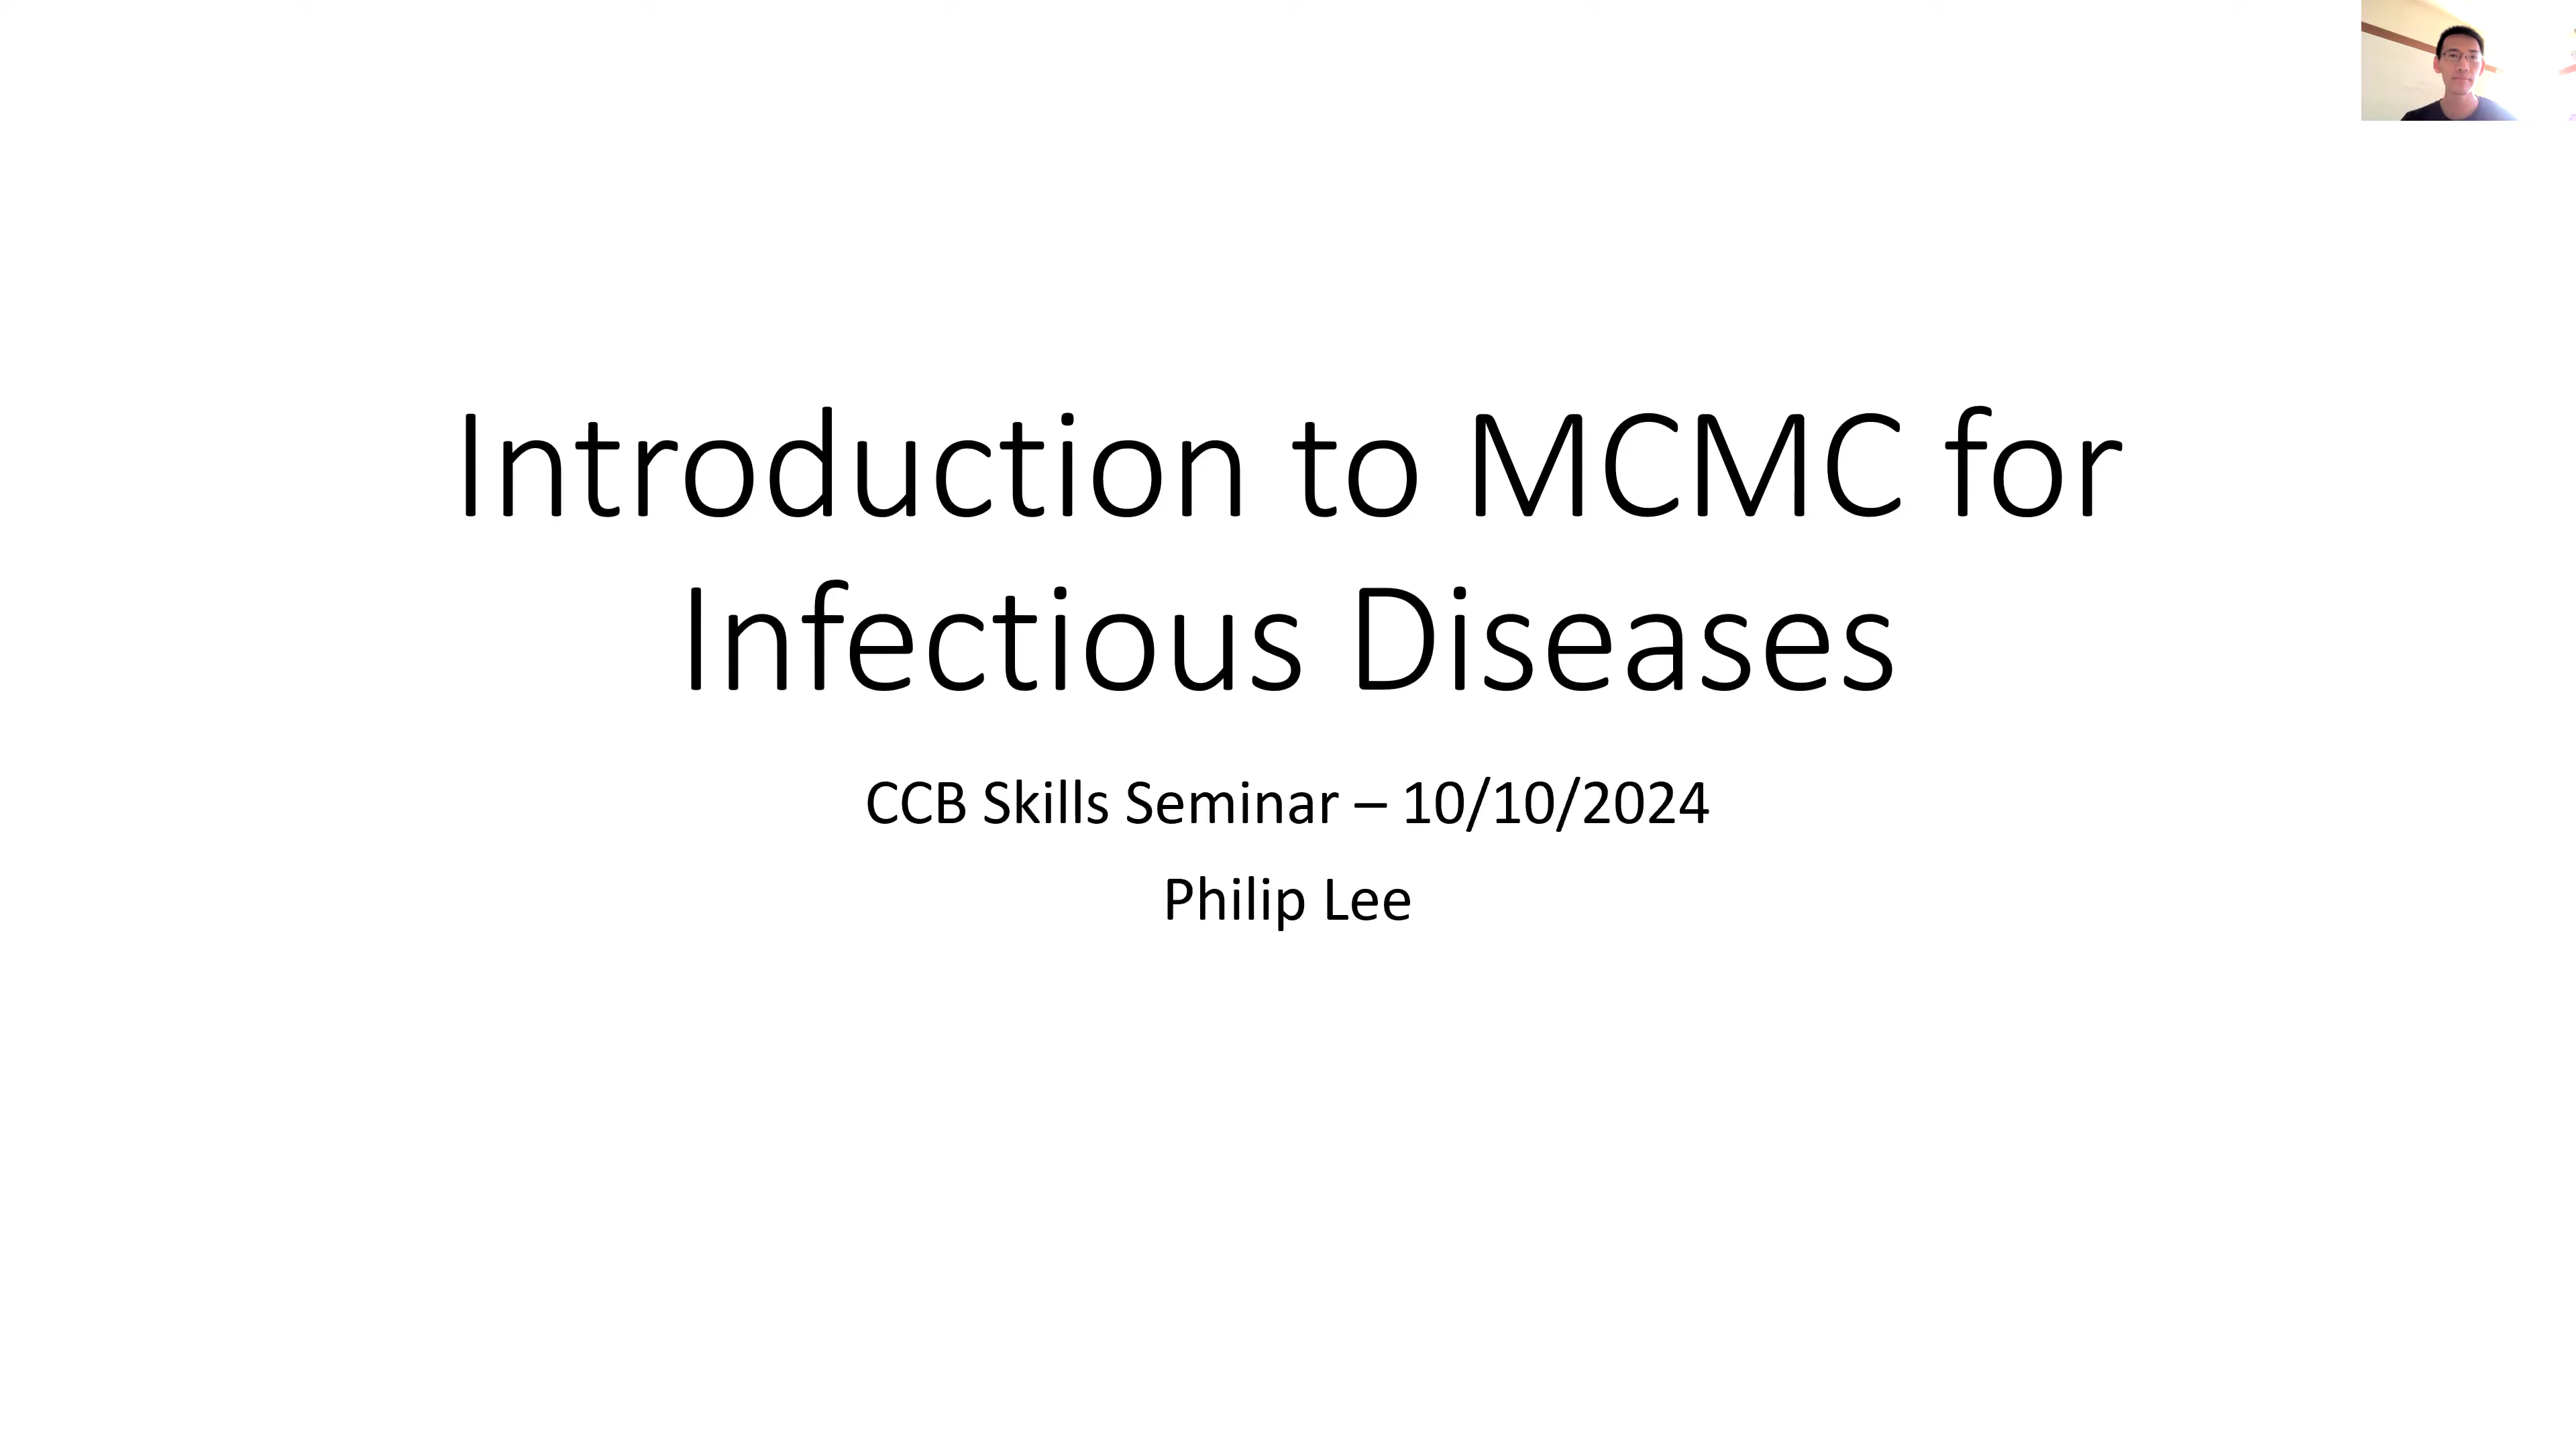 Introduction to MCMC for
Infectious Diseases
CCB Skills Seminar – 10/10/2024
Philip Lee